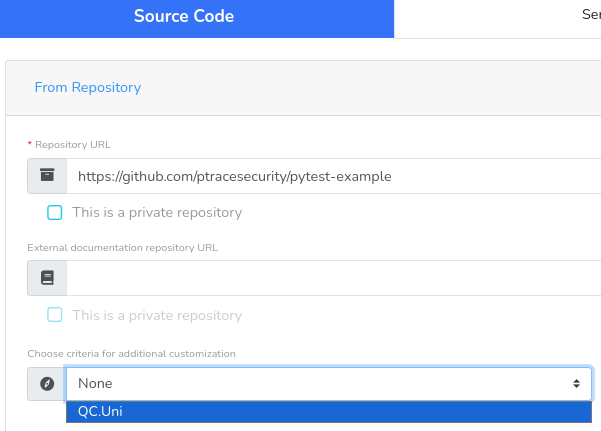 Source Code
From Repository
* Repository URL
https://github.com/ptracesecurity/pytest-example
This is a private repository
External documentation repository URL
This is a private repository
Choose criteria for additional customization
None
QC.Uni